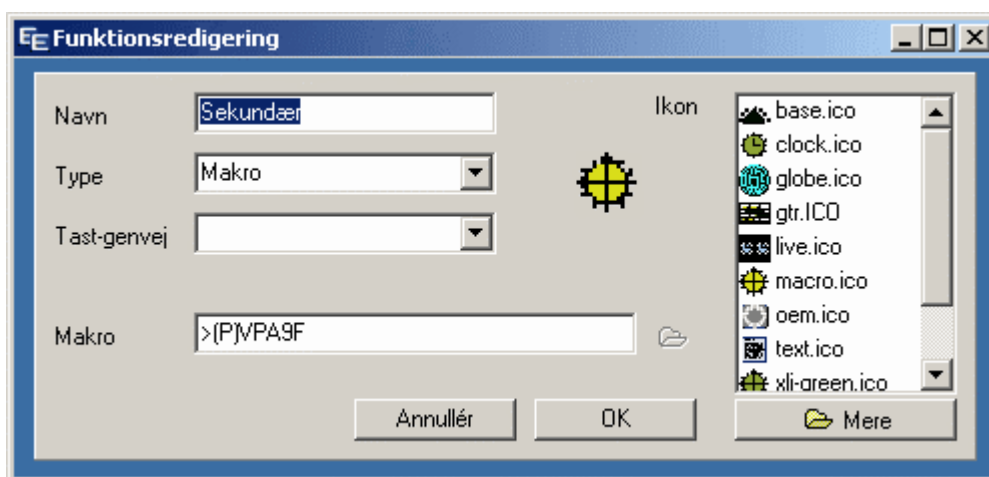 EE Funktionsredigering
Navn
Sekundær
Type
Makro
Tast-genvej
Makro
>(P)VPA9F
Annullér
OK
Ikon
base.ico
clock.ico
globe.ico
gtr.ICO
live.ico
macro.ico
oem.ico
text.ico
xli-green.ico
Mere